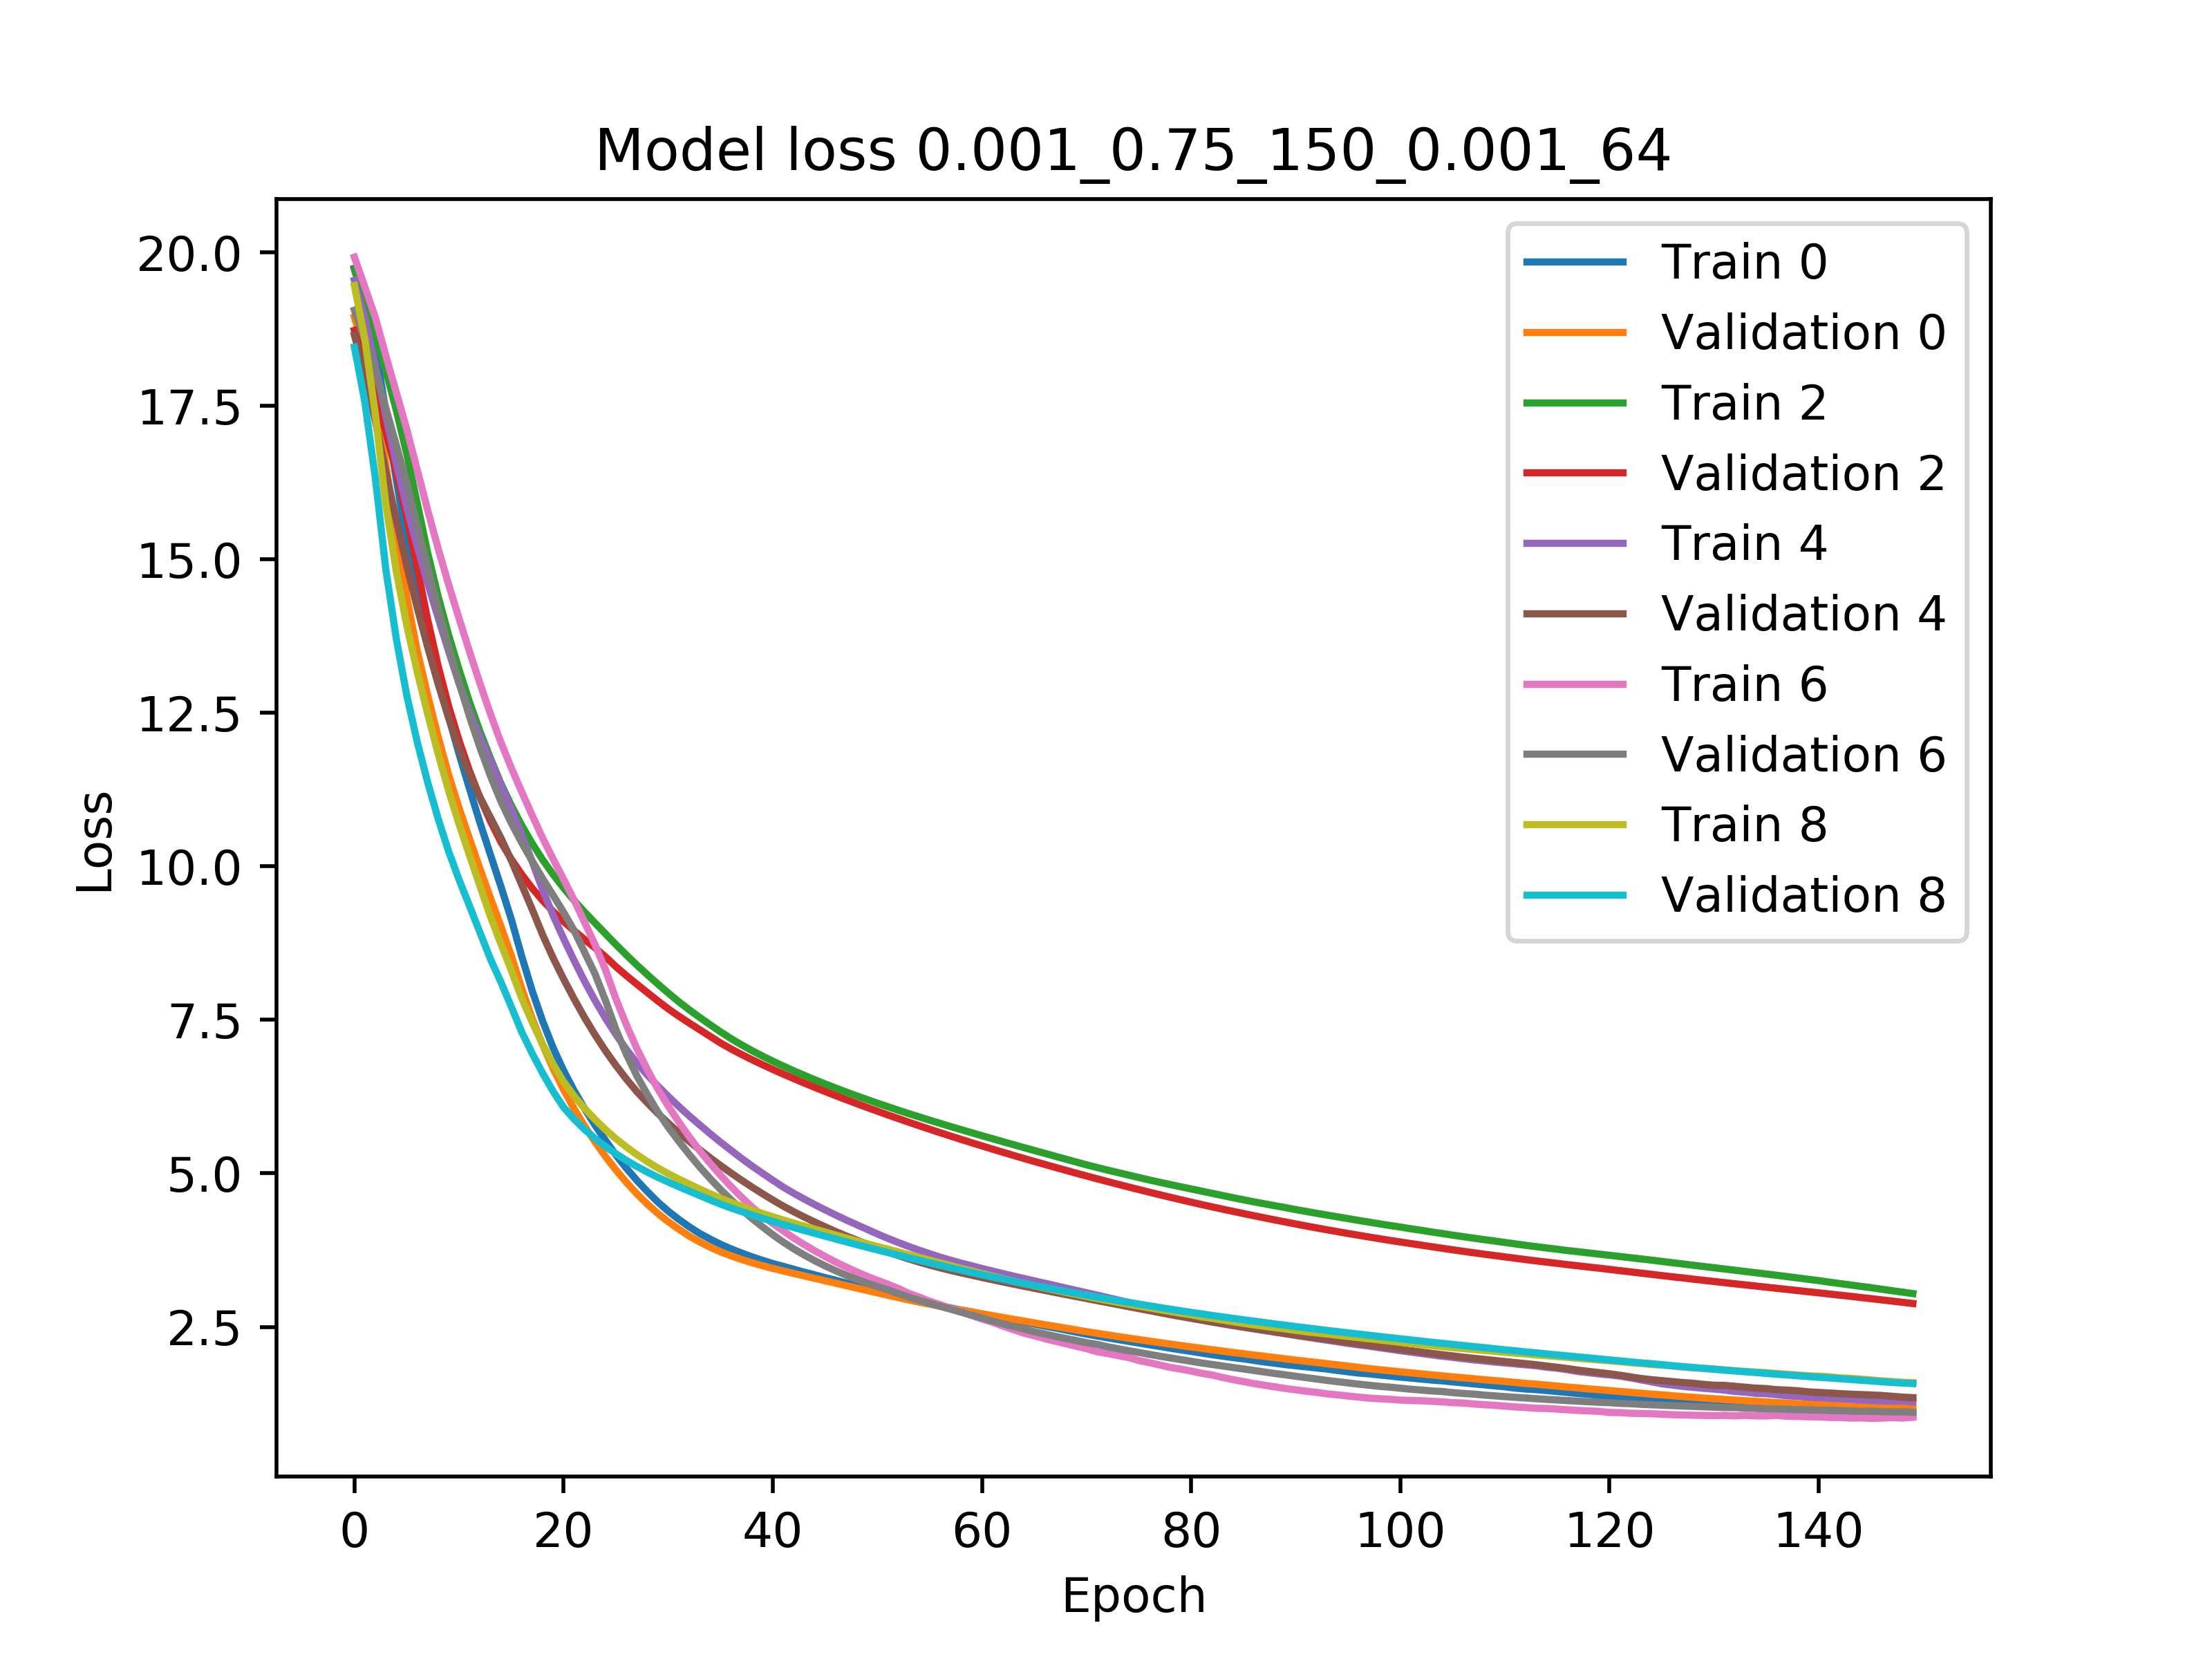 Model loss 0.001_0.75_150_0.001_64
20.0
17.5
15.0
12.5
10.0
7.5
5.0
2.5
Loss
Train 0
Validation 0
Train 2
Validation 2
Train 4
Validation 4
Train 6
Validation 6
Train 8
Validation 8
0 20 40 60 80 100 120 140
Epoch